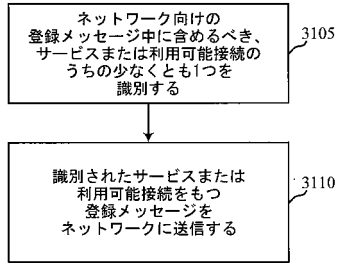 ネットワーク向けの
登録メッセージ中に含めるべき、
サービスまたは利用可能接続の
うちの少なくとも1つを
識別する
3105
識別されたサービスまたは
利用可能接続をもつ
登録メッセージを
ネットワークに送信する
3110